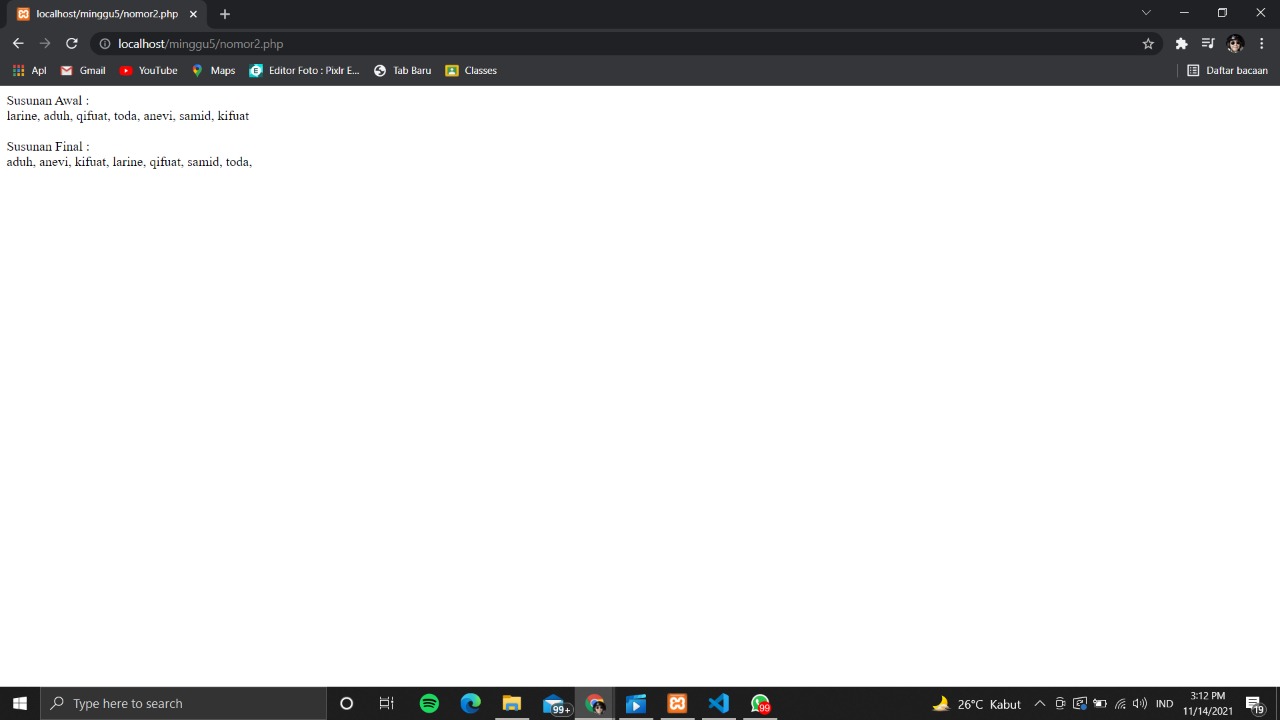 localhost/minggu5/nomor2.php
localhost/minggu5/nomor2.php
Apl Gmail YouTube Maps Editor Foto : Pixlr E... Tab Baru Classes Daftar bacaan
Susunan Awal :
larine, aduh, qifuat, toda, anevi, samid, kifuat
Susunan Final :
aduh, anevi, kifuat, larine, qifuat, samid, toda,
Type here to search 99+ 99 26°C Kabut IND 3:12 PM
11/14/2021 19